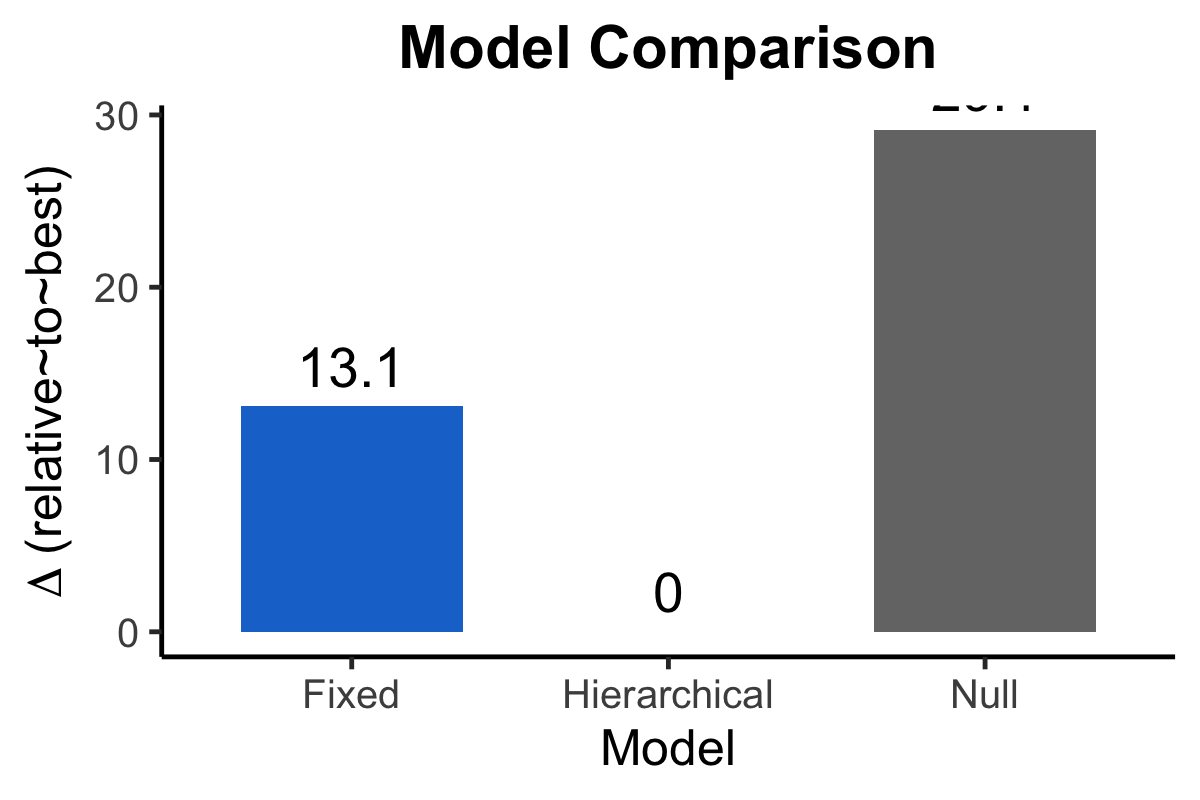 Model Comparison
30
20
10
0
Δ (relative~to~best)
13.1
0
Fixed
Hierarchical
Null
Model